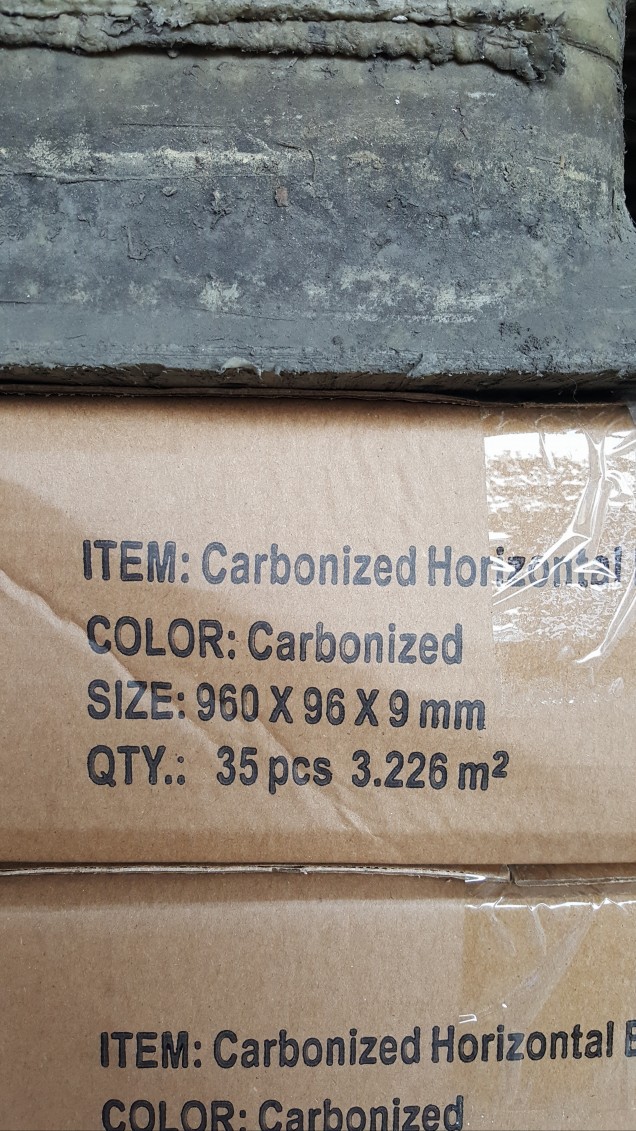 ITEM: Carbonized Horizontal
COLOR: Carbonized
SIZE: 960 X 96 X 9 mm
QTY.: 35 pcs 3.226 m²
ITEM: Carbonized Horizontal
COLOR: Carbonized